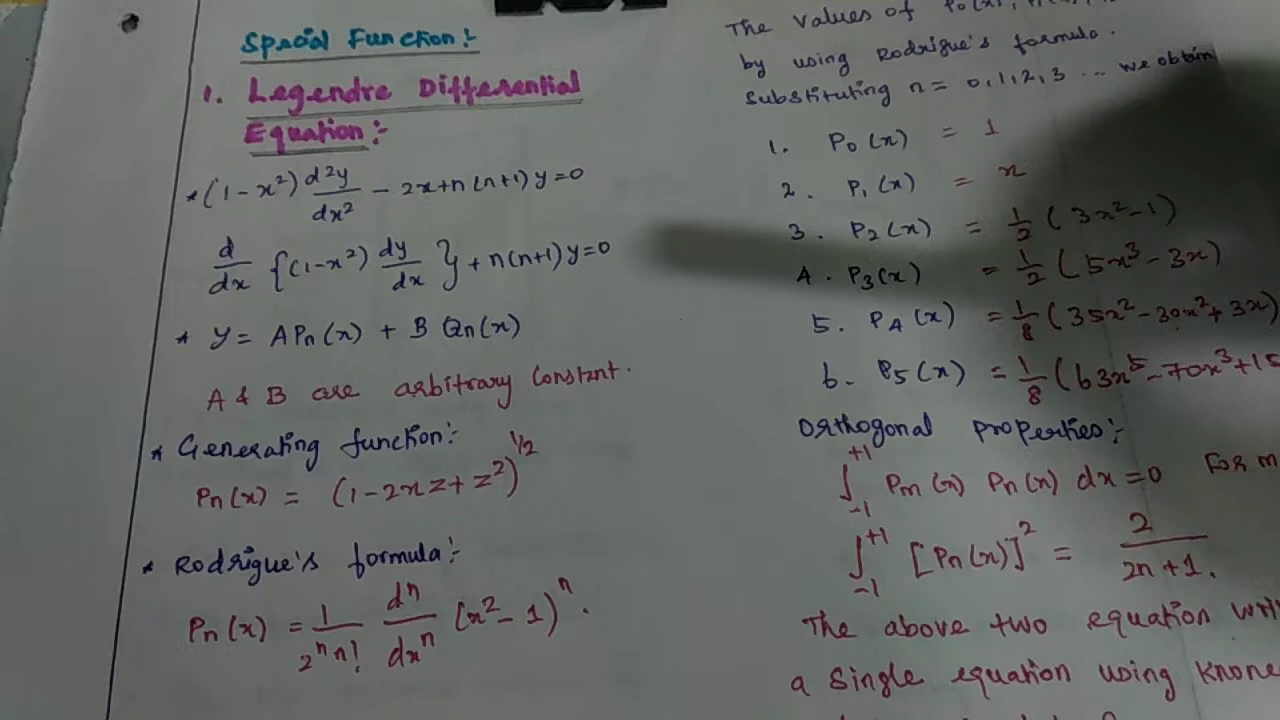 Special Function:-
1. Legendre Differential
Equation:-
* (1-x²) d²y/dx² - 2x+n(n+1)y=0
d/dx {(1-x²) dy/dx} + n(n+1)y=0
* y = APn(x) + B Qn(x)
A & B are arbitrary constant.
* Generating function:-
Pn(x) = (1-2xz+z²)^1/2
* Rodrigue's formula:-
Pn(x) = 1/2ⁿn! dⁿ/dxⁿ (x²-1)ⁿ.
The values of P₀(x),
by using Rodrigue's formula.
Substituting n = 0,1,2,3 ... we obtain
1. P₀(x) = 1
2. P₁(x) = x
3. P₂(x) = 1/2 (3x²-1)
4. P₃(x) = 1/2 (5x³-3x)
5. P₄(x) = 1/8 (35x²-30x²+3x)
6. P₅(x) = 1/8 (63x⁵-70x³+15
Orthogonal properties:-
∫₋₁⁺¹ Pm(x) Pn(x) dx=0 For m
∫₋₁⁺¹ [Pn(x)]² = 2/2n+1.
The above two equation
a single equation using